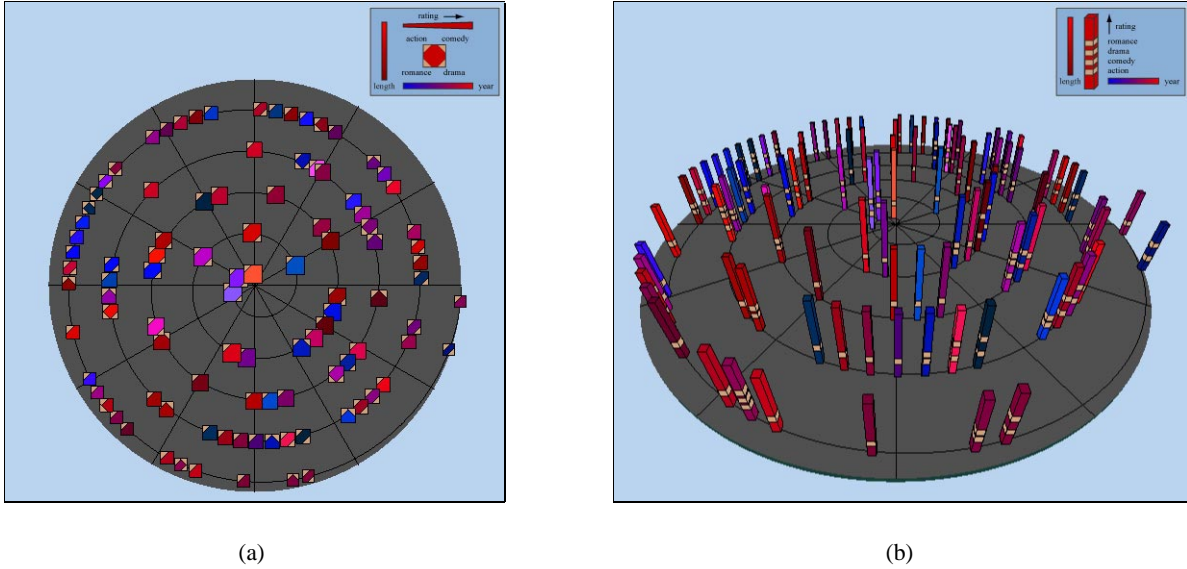 rating
action comedy
romance drama
length year
rating
romance
drama
comedy
action
length year
(a)
(b)